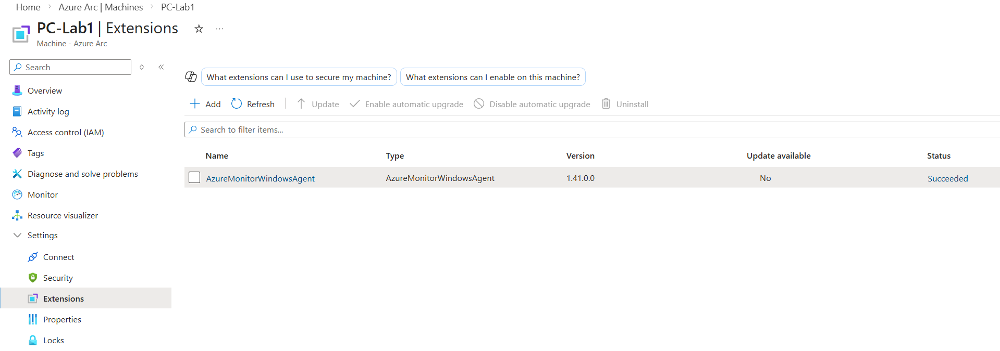 Home > Azure Arc | Machines > PC-Lab1
PC-Lab1 | Extensions
Machine - Azure Arc
Search
Overview
Activity log
Access control (IAM)
Tags
Diagnose and solve problems
Monitor
Resource visualizer
Settings
Connect
Security
Extensions
Properties
Locks
What extensions can I use to secure my machine? What extensions can I enable on this machine?
Add Refresh Update Enable automatic upgrade Disable automatic upgrade Uninstall
Search to filter items...
Name Type Version Update available Status
AzureMonitorWindowsAgent AzureMonitorWindowsAgent 1.41.0.0 No Succeeded